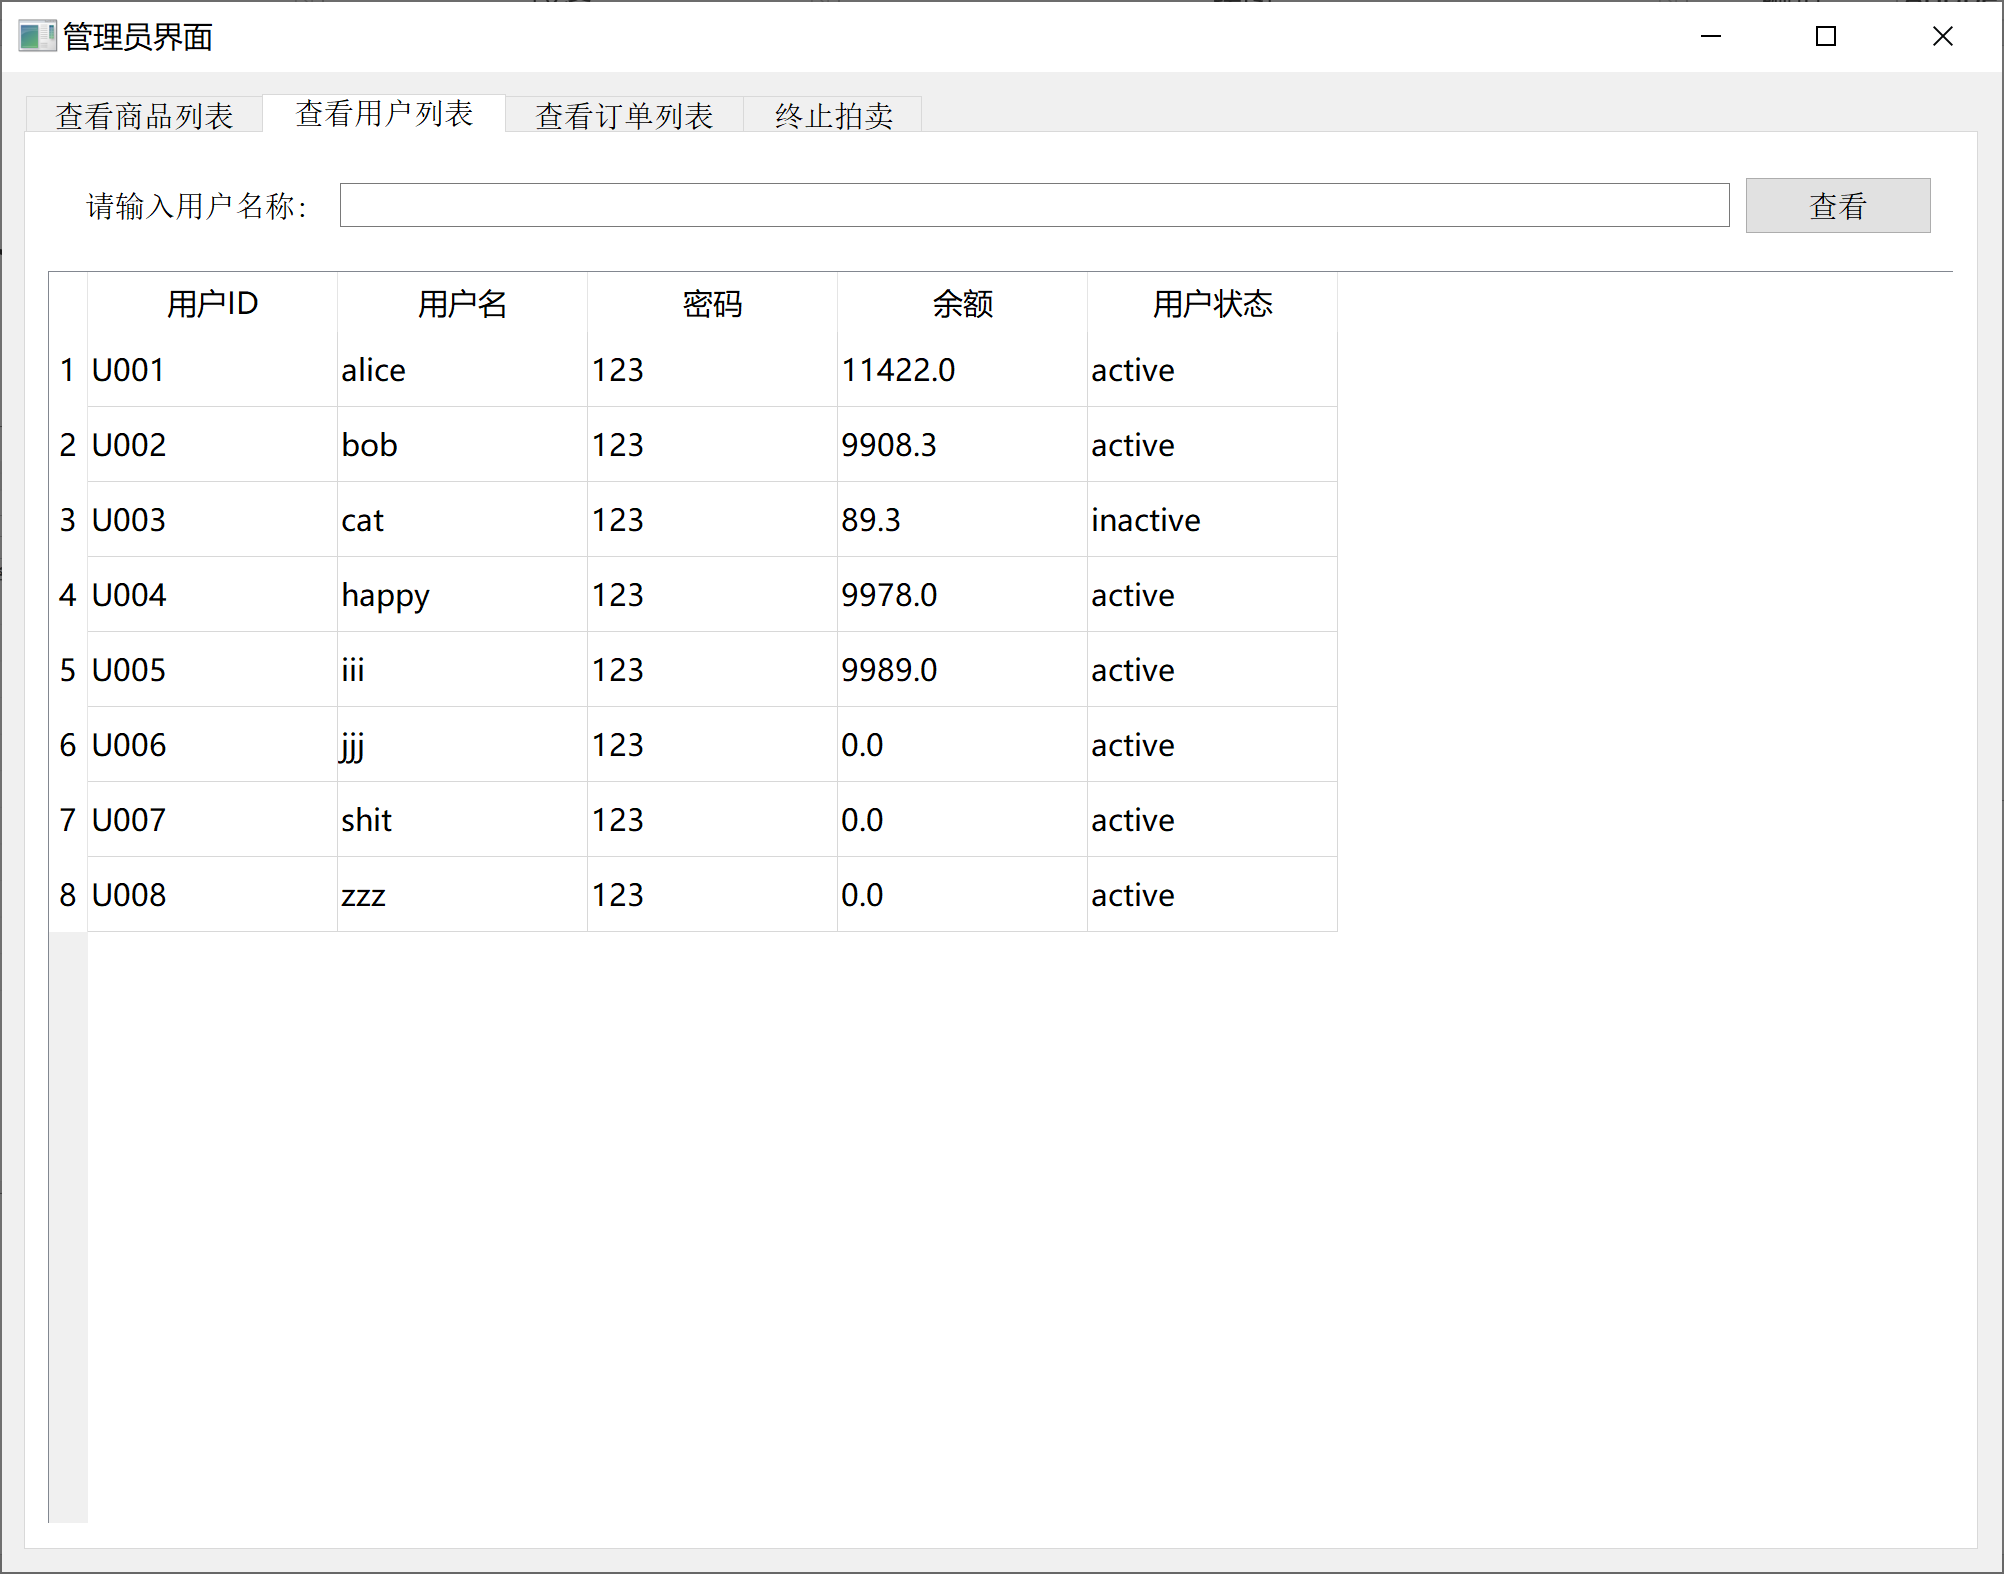 管理员界面
查看商品列表 查看用户列表 查看订单列表 终止拍卖
请输入用户名称： 查看
用户ID 用户名 密码 余额 用户状态
1 U001 alice 123 11422.0 active
2 U002 bob 123 9908.3 active
3 U003 cat 123 89.3 inactive
4 U004 happy 123 9978.0 active
5 U005 iii 123 9989.0 active
6 U006 jjj 123 0.0 active
7 U007 shit 123 0.0 active
8 U008 zzz 123 0.0 active